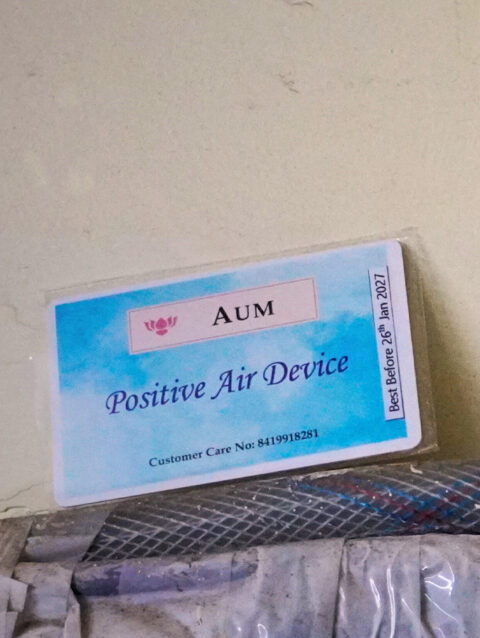 AUM
Positive Air Device
Customer Care No: 8419918281
Best Before 26th Jan 2027